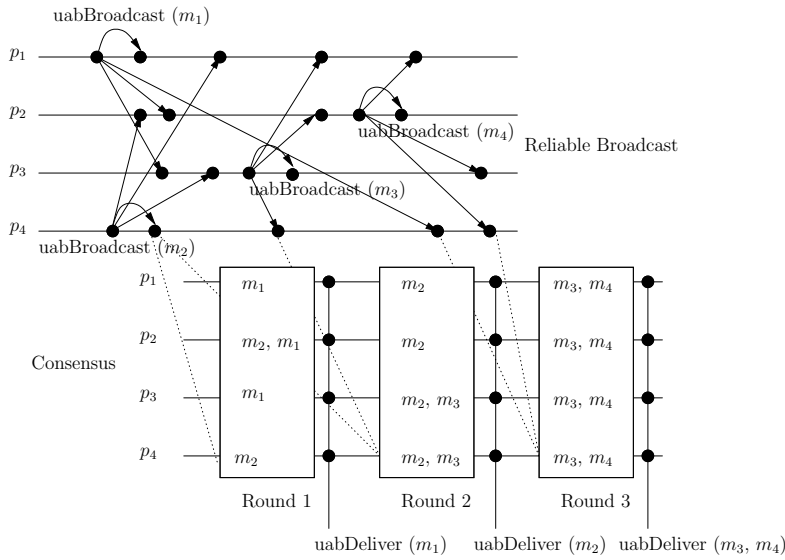 uabBroadcast (m1)
p1
p2
uabBroadcast (m4)
Reliable Broadcast
p3
uabBroadcast (m3)
p4
uabBroadcast (m2)
p1 m1 m2 m3, m4
p2 m2, m1 m2 m3, m4
Consensus
p3 m1 m2, m3 m3, m4
p4 m2 m2, m3 m3, m4
Round 1 Round 2 Round 3
uabDeliver (m1) uabDeliver (m2) uabDeliver (m3, m4)